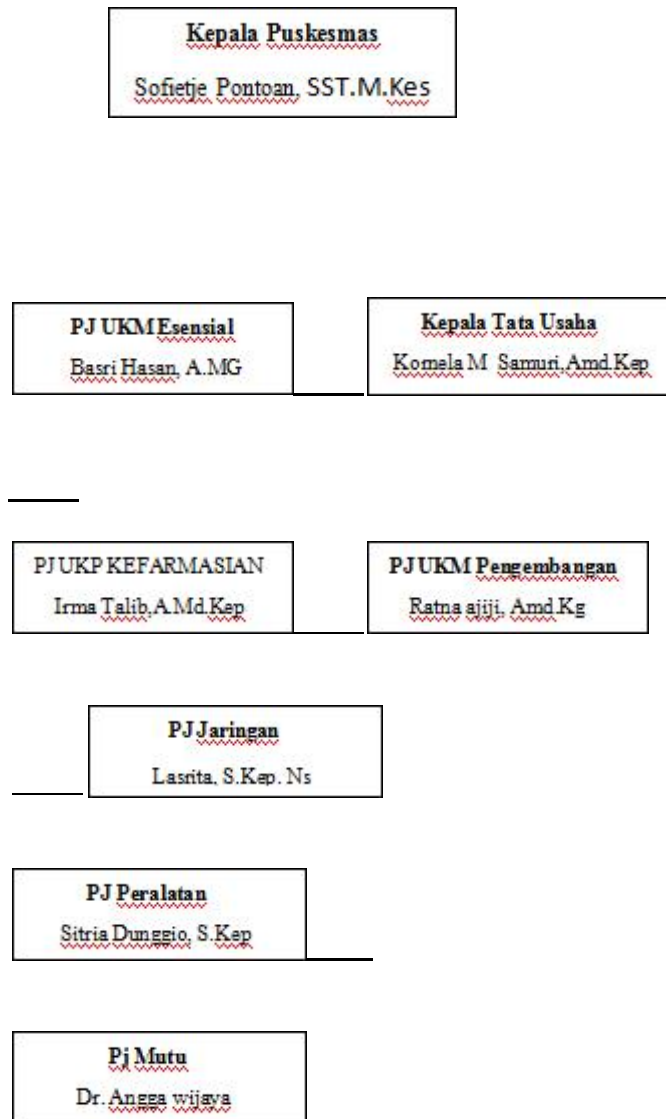 Kepala Puskesmas
Sofietje Pontoan, SST.M.Kes
PJ UKM Esensial
Basri Hasan, A.MG
Kepala Tata Usaha
Komela M Samuri,Amd.Kep
PJ UKP KEFARMASIAN
Irma Talib,A.Md.Kep
PJ UKM Pengembangan
Ratna ajiji, Amd.Kg
PJ Jaringan
Lasrita, S.Kep. Ns
PJ Peralatan
Sitria Dunggio, S.Kep
Pj Mutu
Dr. Angga wijaya